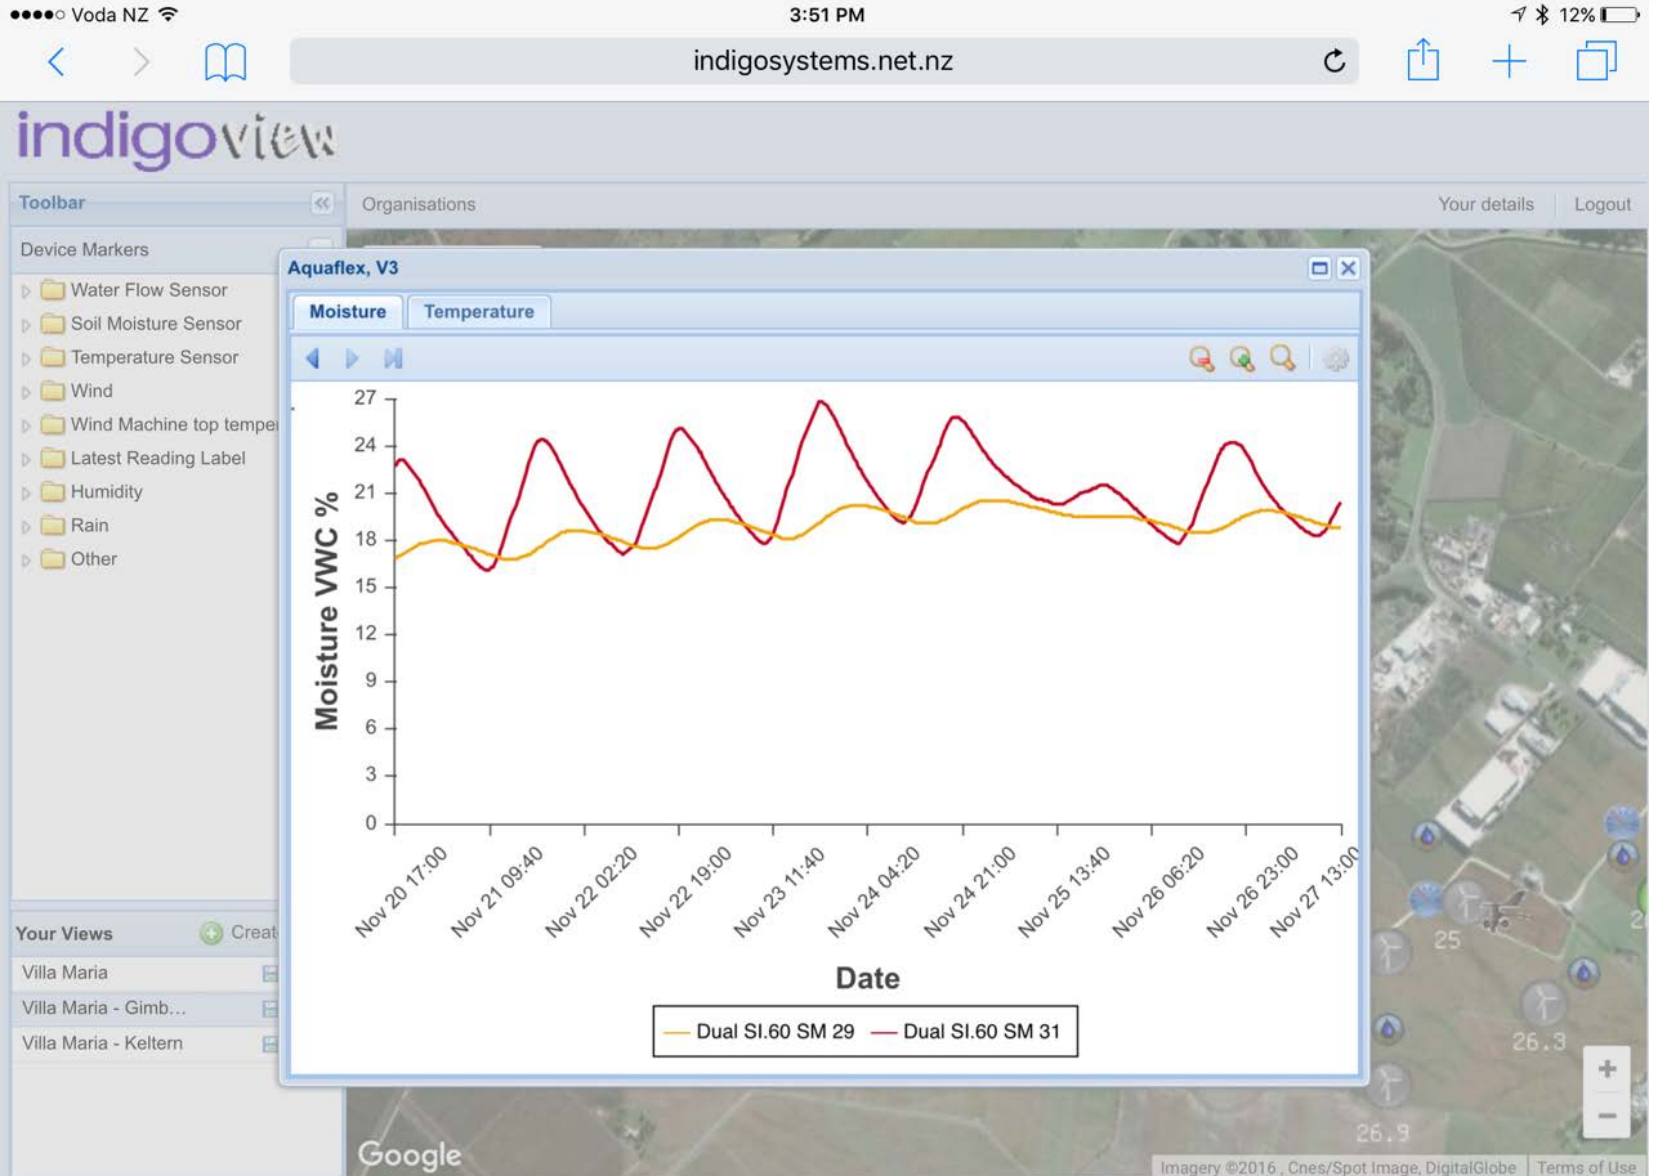 Voda NZ
3:51 PM
12%
indigosystems.net.nz
indigoview
Toolbar
Organisations
Your details
Logout
Device Markers
Water Flow Sensor
Soil Moisture Sensor
Temperature Sensor
Wind
Wind Machine top temper
Latest Reading Label
Humidity
Rain
Other
Your Views
Creat
Villa Maria
Villa Maria - Gimb...
Villa Maria - Keltern
Aquaflex, V3
Moisture
Temperature
Moisture VWC %
27
24
21
18
15
12
9
6
3
0
Nov 20 17:00
Nov 21 09:40
Nov 22 02:20
Nov 22 19:00
Nov 23 11:40
Nov 24 04:20
Nov 24 21:00
Nov 25 13:40
Nov 26 06:20
Nov 26 23:00
Nov 27 13:00
Date
Dual SI.60 SM 29
Dual SI.60 SM 31
25
26.3
26.9
Google
Imagery ©2016 , Cnes/Spot Image, DigitalGlobe
Terms of Use